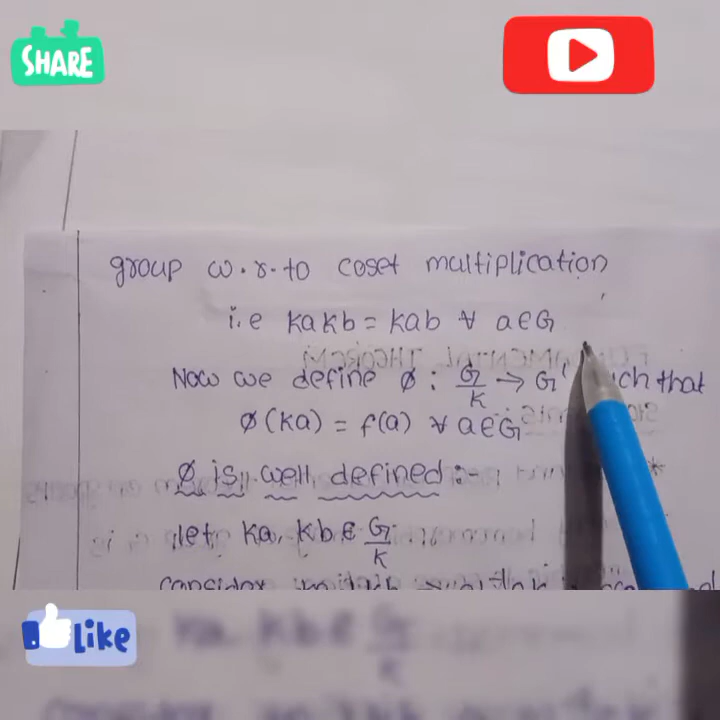 SHARE
group w.r.to coset multiplication
i.e kakb = kab ∀ a∈G
Now we define ø : G/K → G' such that
ø(ka) = f(a) ∀ a∈G
ø is well defined :-
let ka, kb ∈ G/K
consider
Like